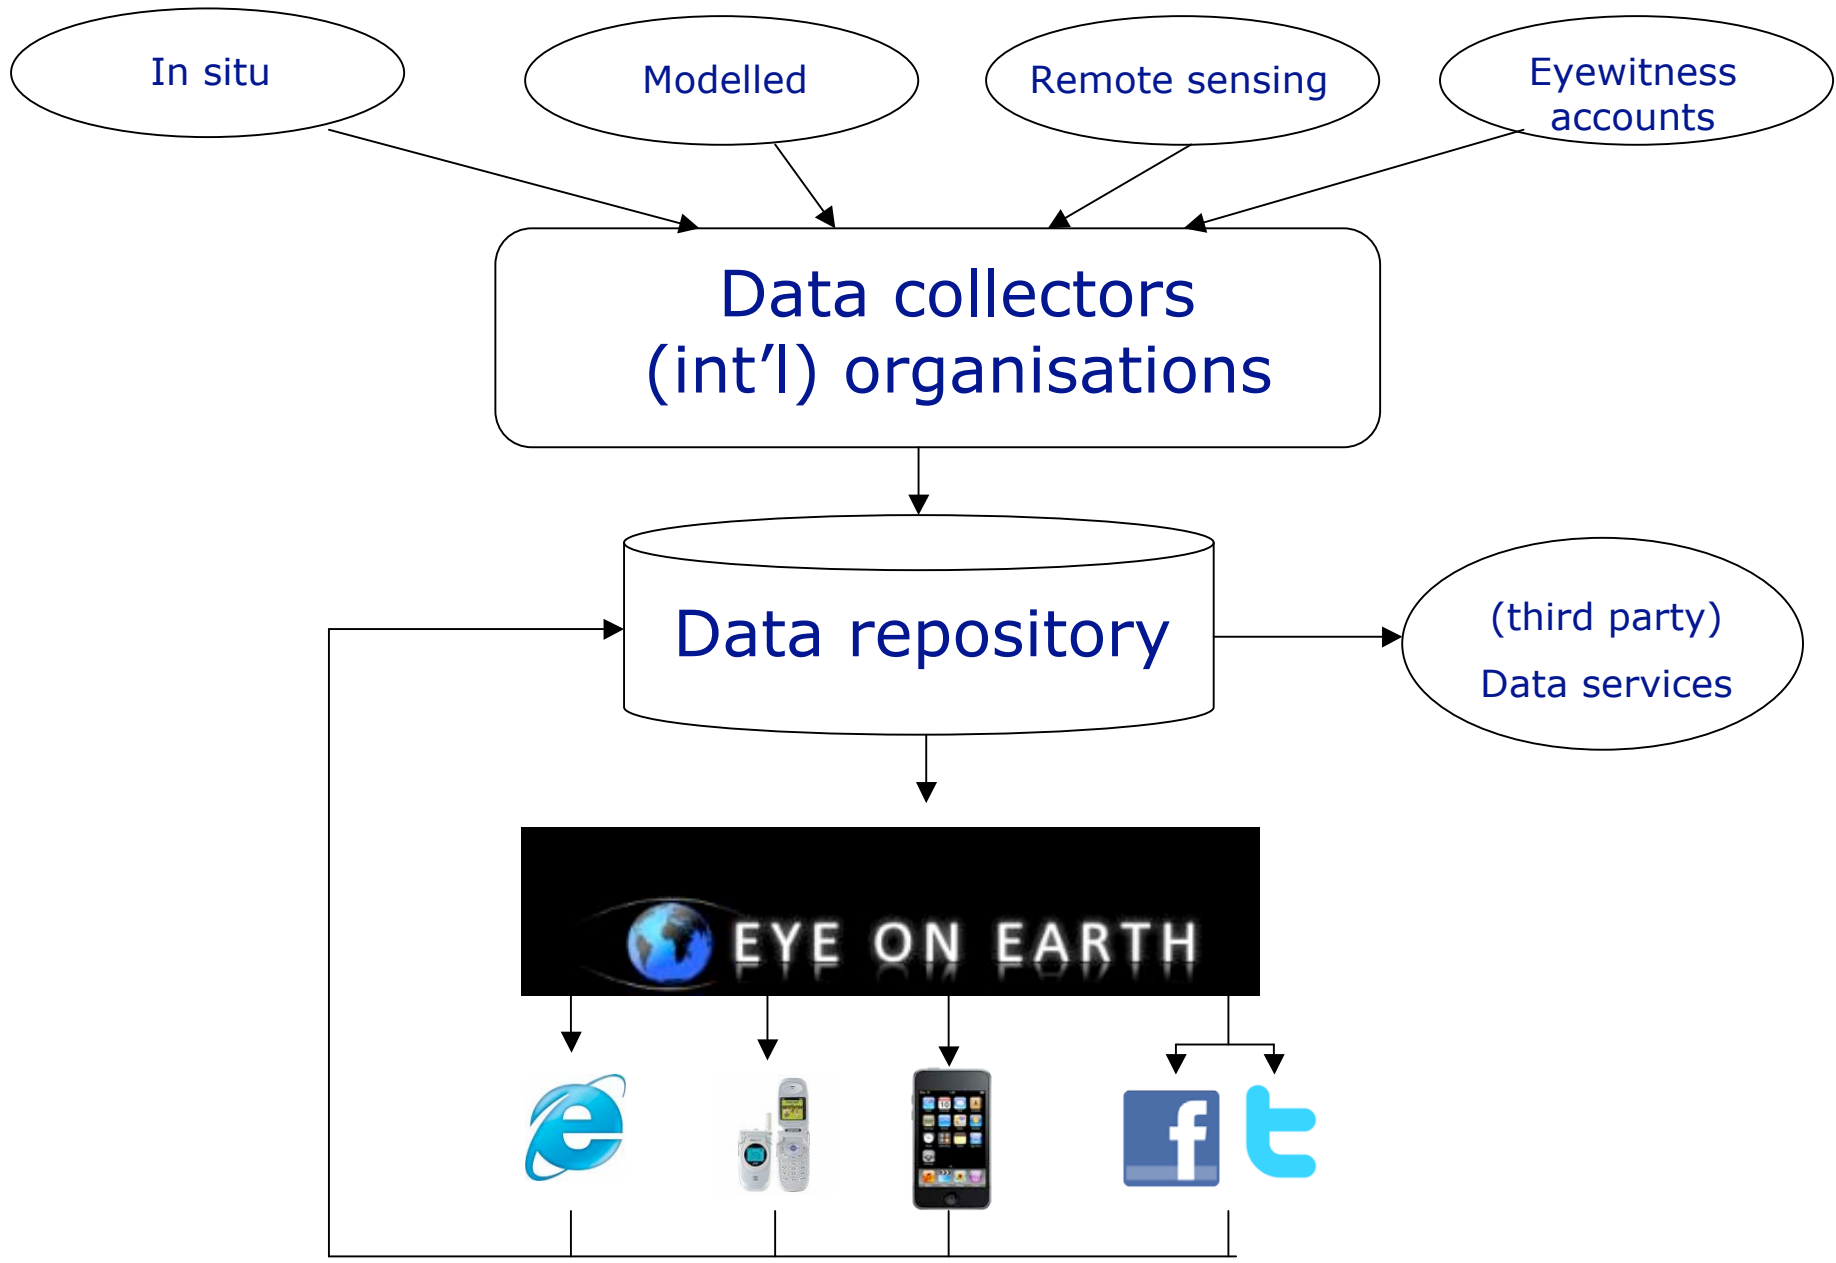 In situ
Modelled
Remote sensing
Eyewitness
accounts
Data collectors
(int’l) organisations
Data repository
(third party)
Data services
EYE ON EARTH